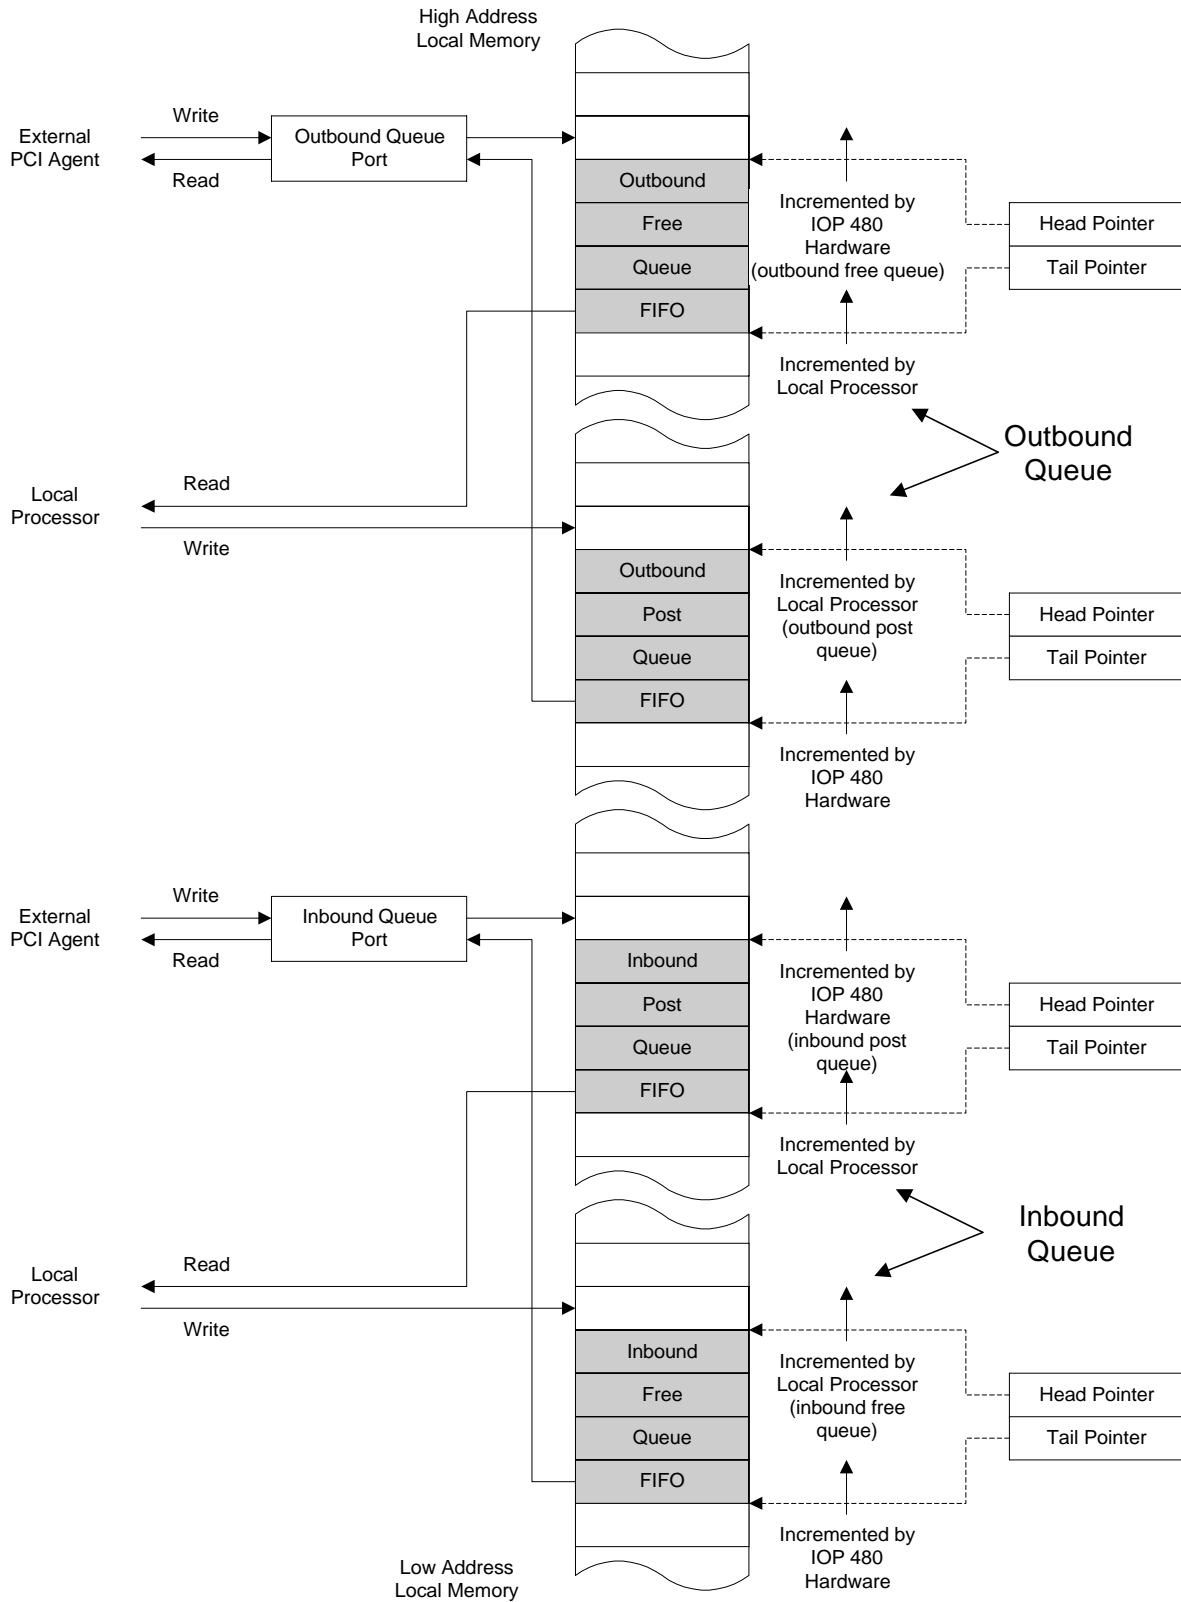 High Address
Local Memory
Write
External
PCI Agent
Outbound Queue
Port
Read
Outbound
Free
Queue
FIFO
Incremented by
IOP 480
Hardware
(outbound free queue)
Head Pointer
Tail Pointer
Incremented by
Local Processor
Outbound
Queue
Read
Local
Processor
Write
Outbound
Post
Queue
FIFO
Incremented by
Local Processor
(outbound post
queue)
Head Pointer
Tail Pointer
Incremented by
IOP 480
Hardware
Write
External
PCI Agent
Inbound Queue
Port
Read
Inbound
Post
Queue
FIFO
Incremented by
IOP 480
Hardware
(inbound post
queue)
Head Pointer
Tail Pointer
Incremented by
Local Processor
Inbound
Queue
Read
Local
Processor
Write
Inbound
Free
Queue
FIFO
Incremented by
Local Processor
(inbound free
queue)
Head Pointer
Tail Pointer
Incremented by
IOP 480
Hardware
Low Address
Local Memory